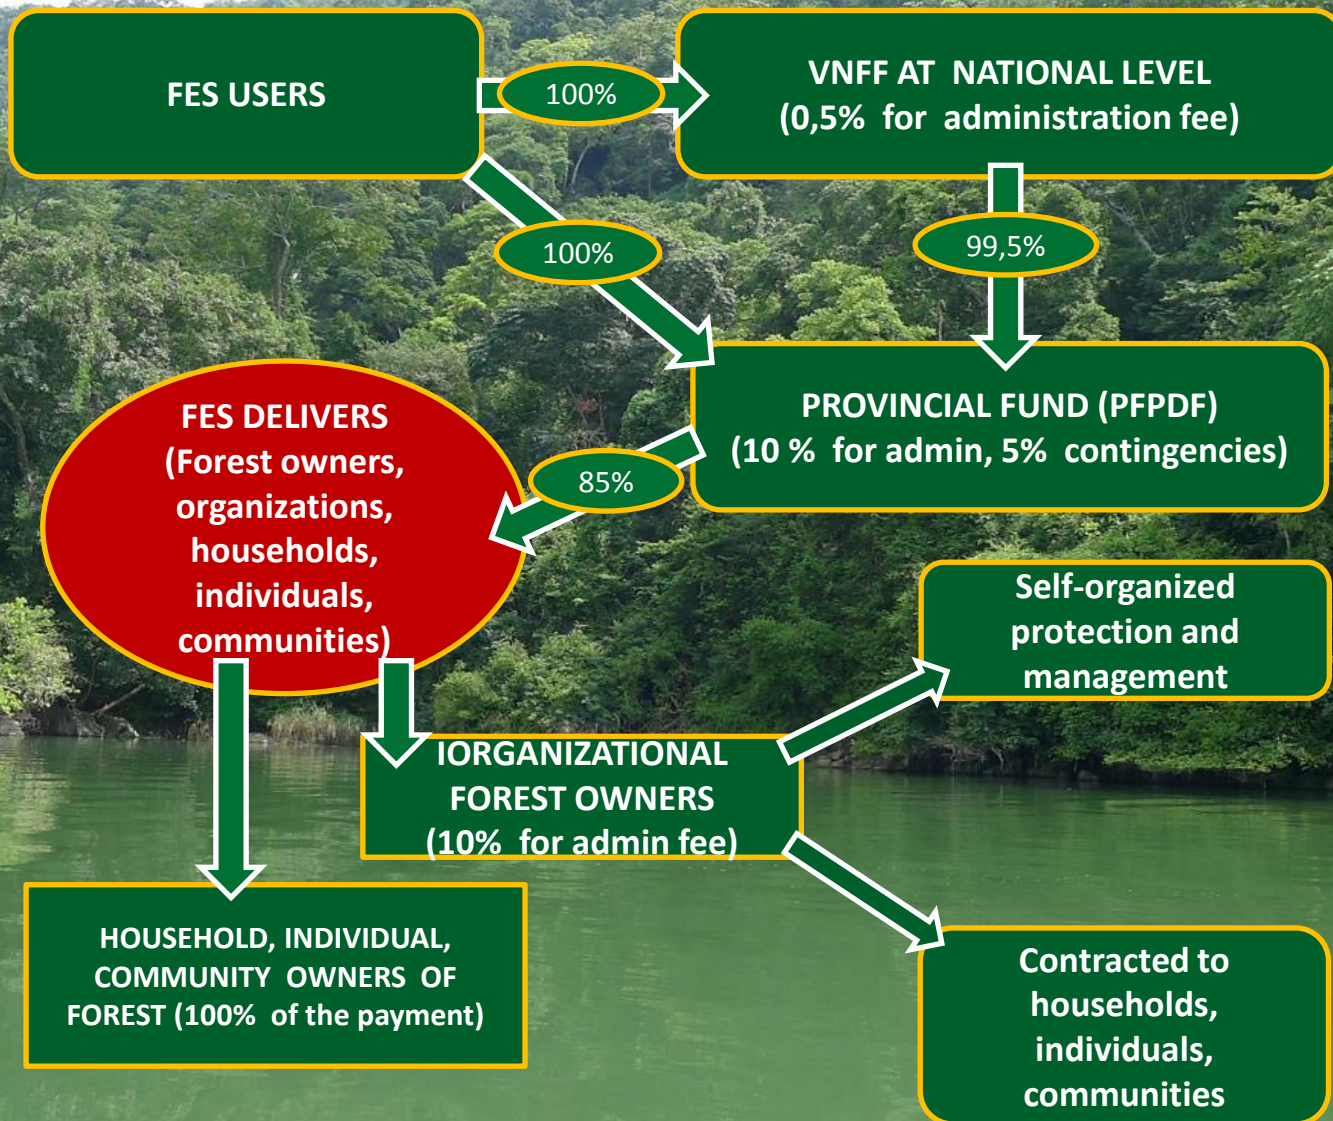 FES USERS
100%
VNFF AT NATIONAL LEVEL
(0,5% for administration fee)
100%
99,5%
PROVINCIAL FUND (PFPDF)
(10 % for admin, 5% contingencies)
85%
FES DELIVERS
(Forest owners,
organizations,
households,
individuals,
communities)
Self-organized
protection and
management
IORGANIZATIONAL
FOREST OWNERS
(10% for admin fee)
HOUSEHOLD, INDIVIDUAL,
COMMUNITY OWNERS OF
FOREST (100% of the payment)
Contracted to
households,
individuals,
communities